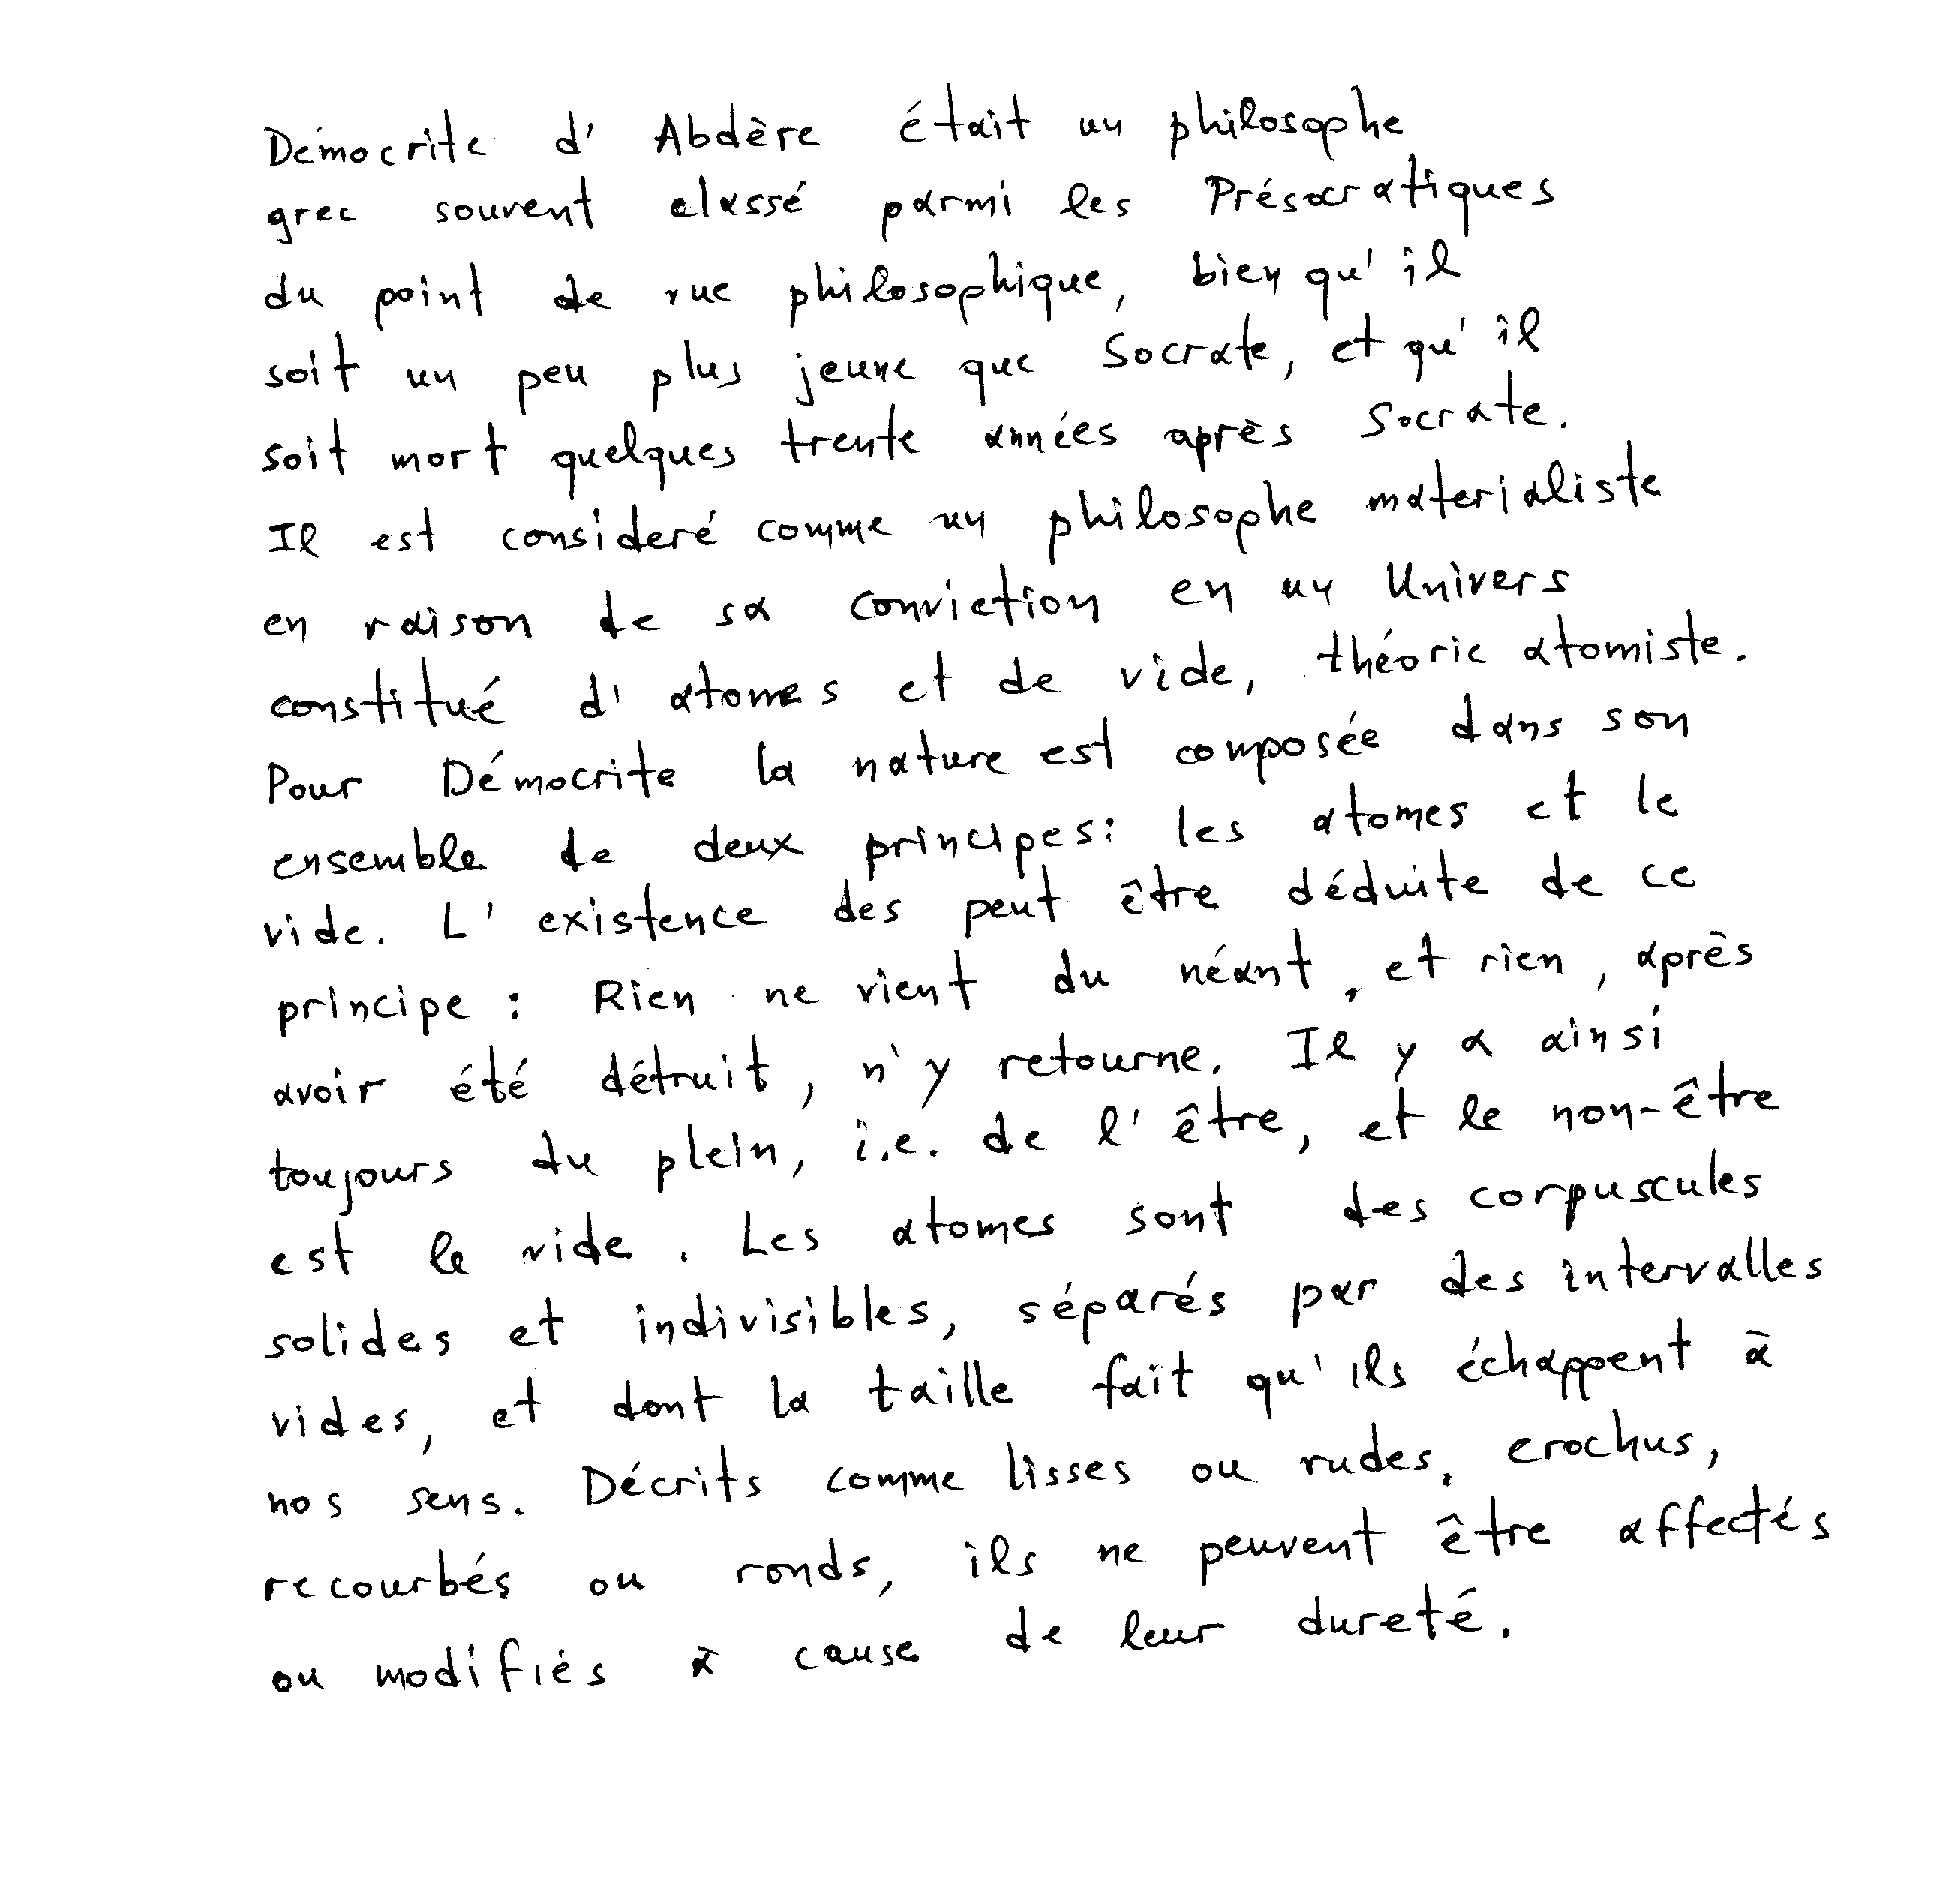 Démocrite d'Abdère était un philosophe
grec souvent classé parmi les Présocratiques
du point de vue philosophique, bien qu'il
soit un peu plus jeune que Socrate, et qu'il
soit mort quelques trente années après Socrate.
Il est consideré comme un philosophe materialiste
en raison de sa conviction en un Univers
constitué d'atomes et de vide, théorie atomiste.
Pour Démocrite la nature est composée dans son
ensemble de deux principes: les atomes et le
vide. L'existence des peut être déduite de ce
principe : Rien ne vient du néant, et rien, après
avoir été détruit, n'y retourne. Il y a ainsi
toujours du plein, i.e. de l'être, et le non-être
est le vide. Les atomes sont des corpuscules
solides et indivisibles, séparés par des intervalles
vides, et dont la taille fait qu'ils échappent à
nos sens. Décrits comme lisses ou rudes, crochus,
recourbés ou ronds, ils ne peuvent être affectés
ou modifiés à cause de leur dureté.